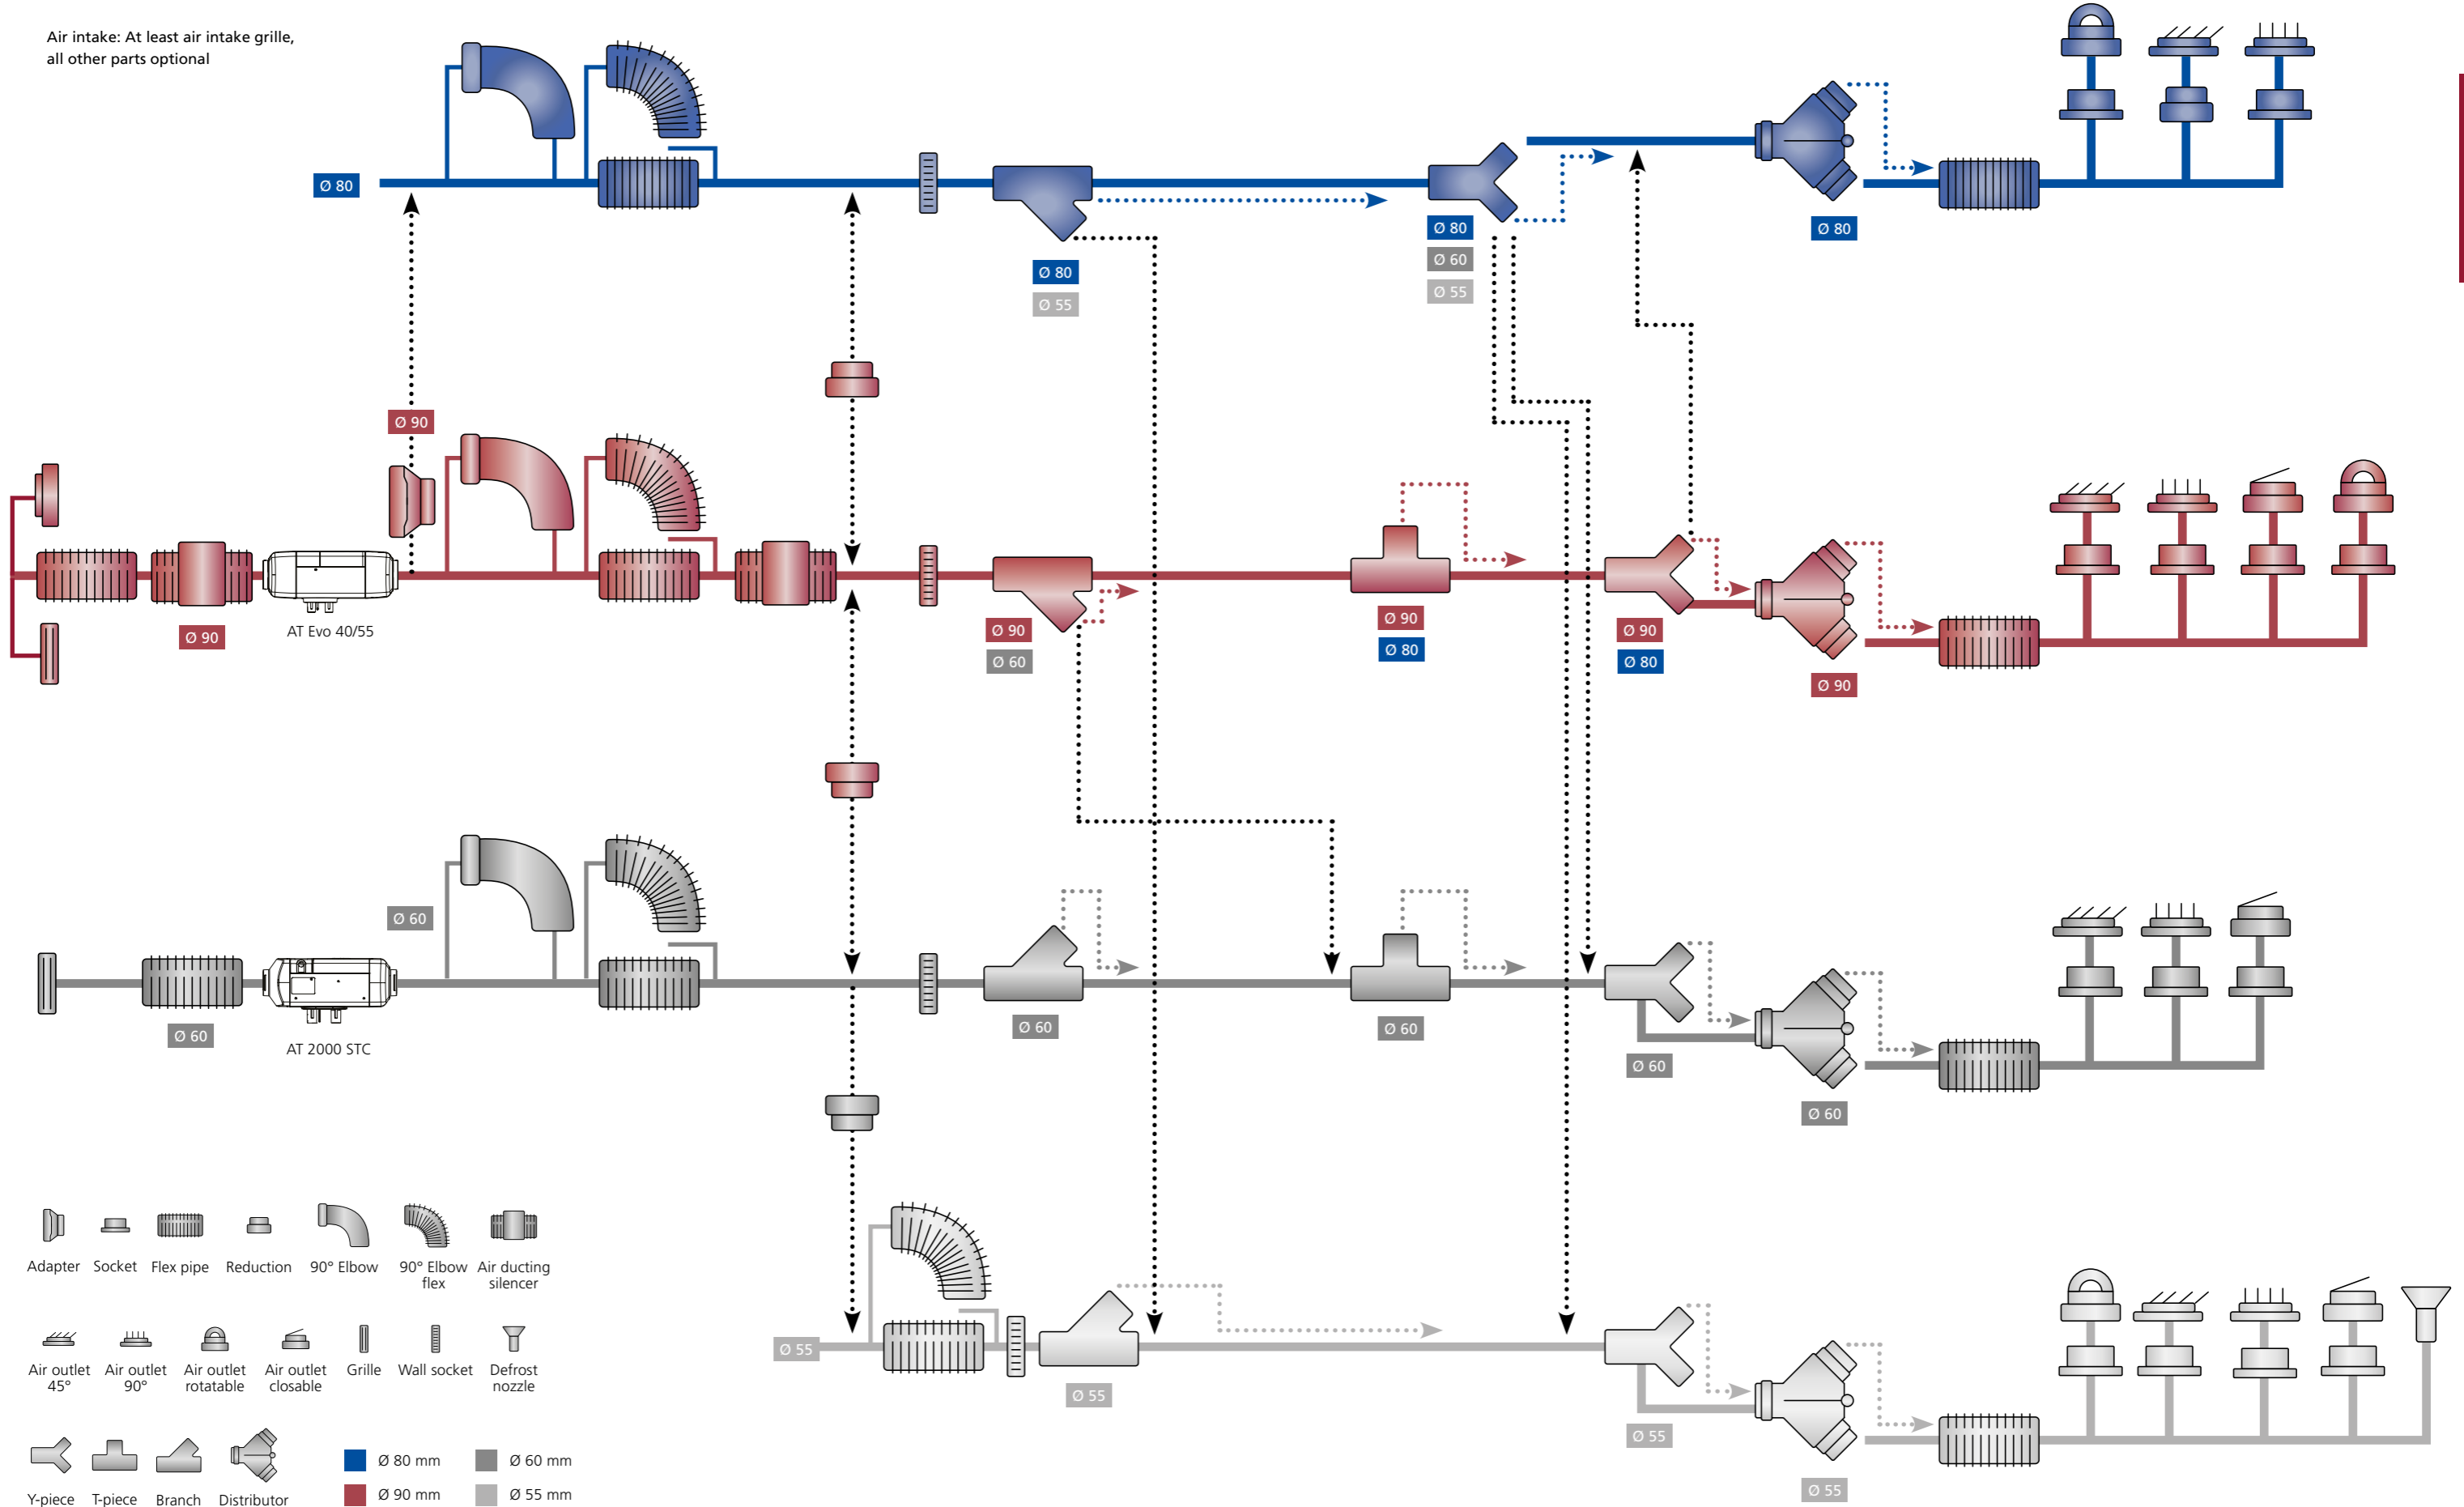 Air intake: At least air intake grille,
all other parts optional
Ø 80
Ø 80
Ø 55
Ø 80
Ø 60
Ø 55
Ø 80
Ø 90
Ø 90
AT Evo 40/55
Ø 90
Ø 60
Ø 90
Ø 80
Ø 90
Ø 80
Ø 90
Ø 60
Ø 60
AT 2000 STC
Ø 60
Ø 60
Ø 60
Ø 60
Ø 55
Ø 55
Ø 55
Ø 55
Adapter
Socket
Flex pipe
Reduction
90° Elbow
90° Elbow
flex
Air ducting
silencer
Air outlet
45°
Air outlet
90°
Air outlet
rotatable
Air outlet
closable
Grille
Wall socket
Defrost
nozzle
Y-piece
T-piece
Branch
Distributor
Ø 80 mm
Ø 60 mm
Ø 90 mm
Ø 55 mm